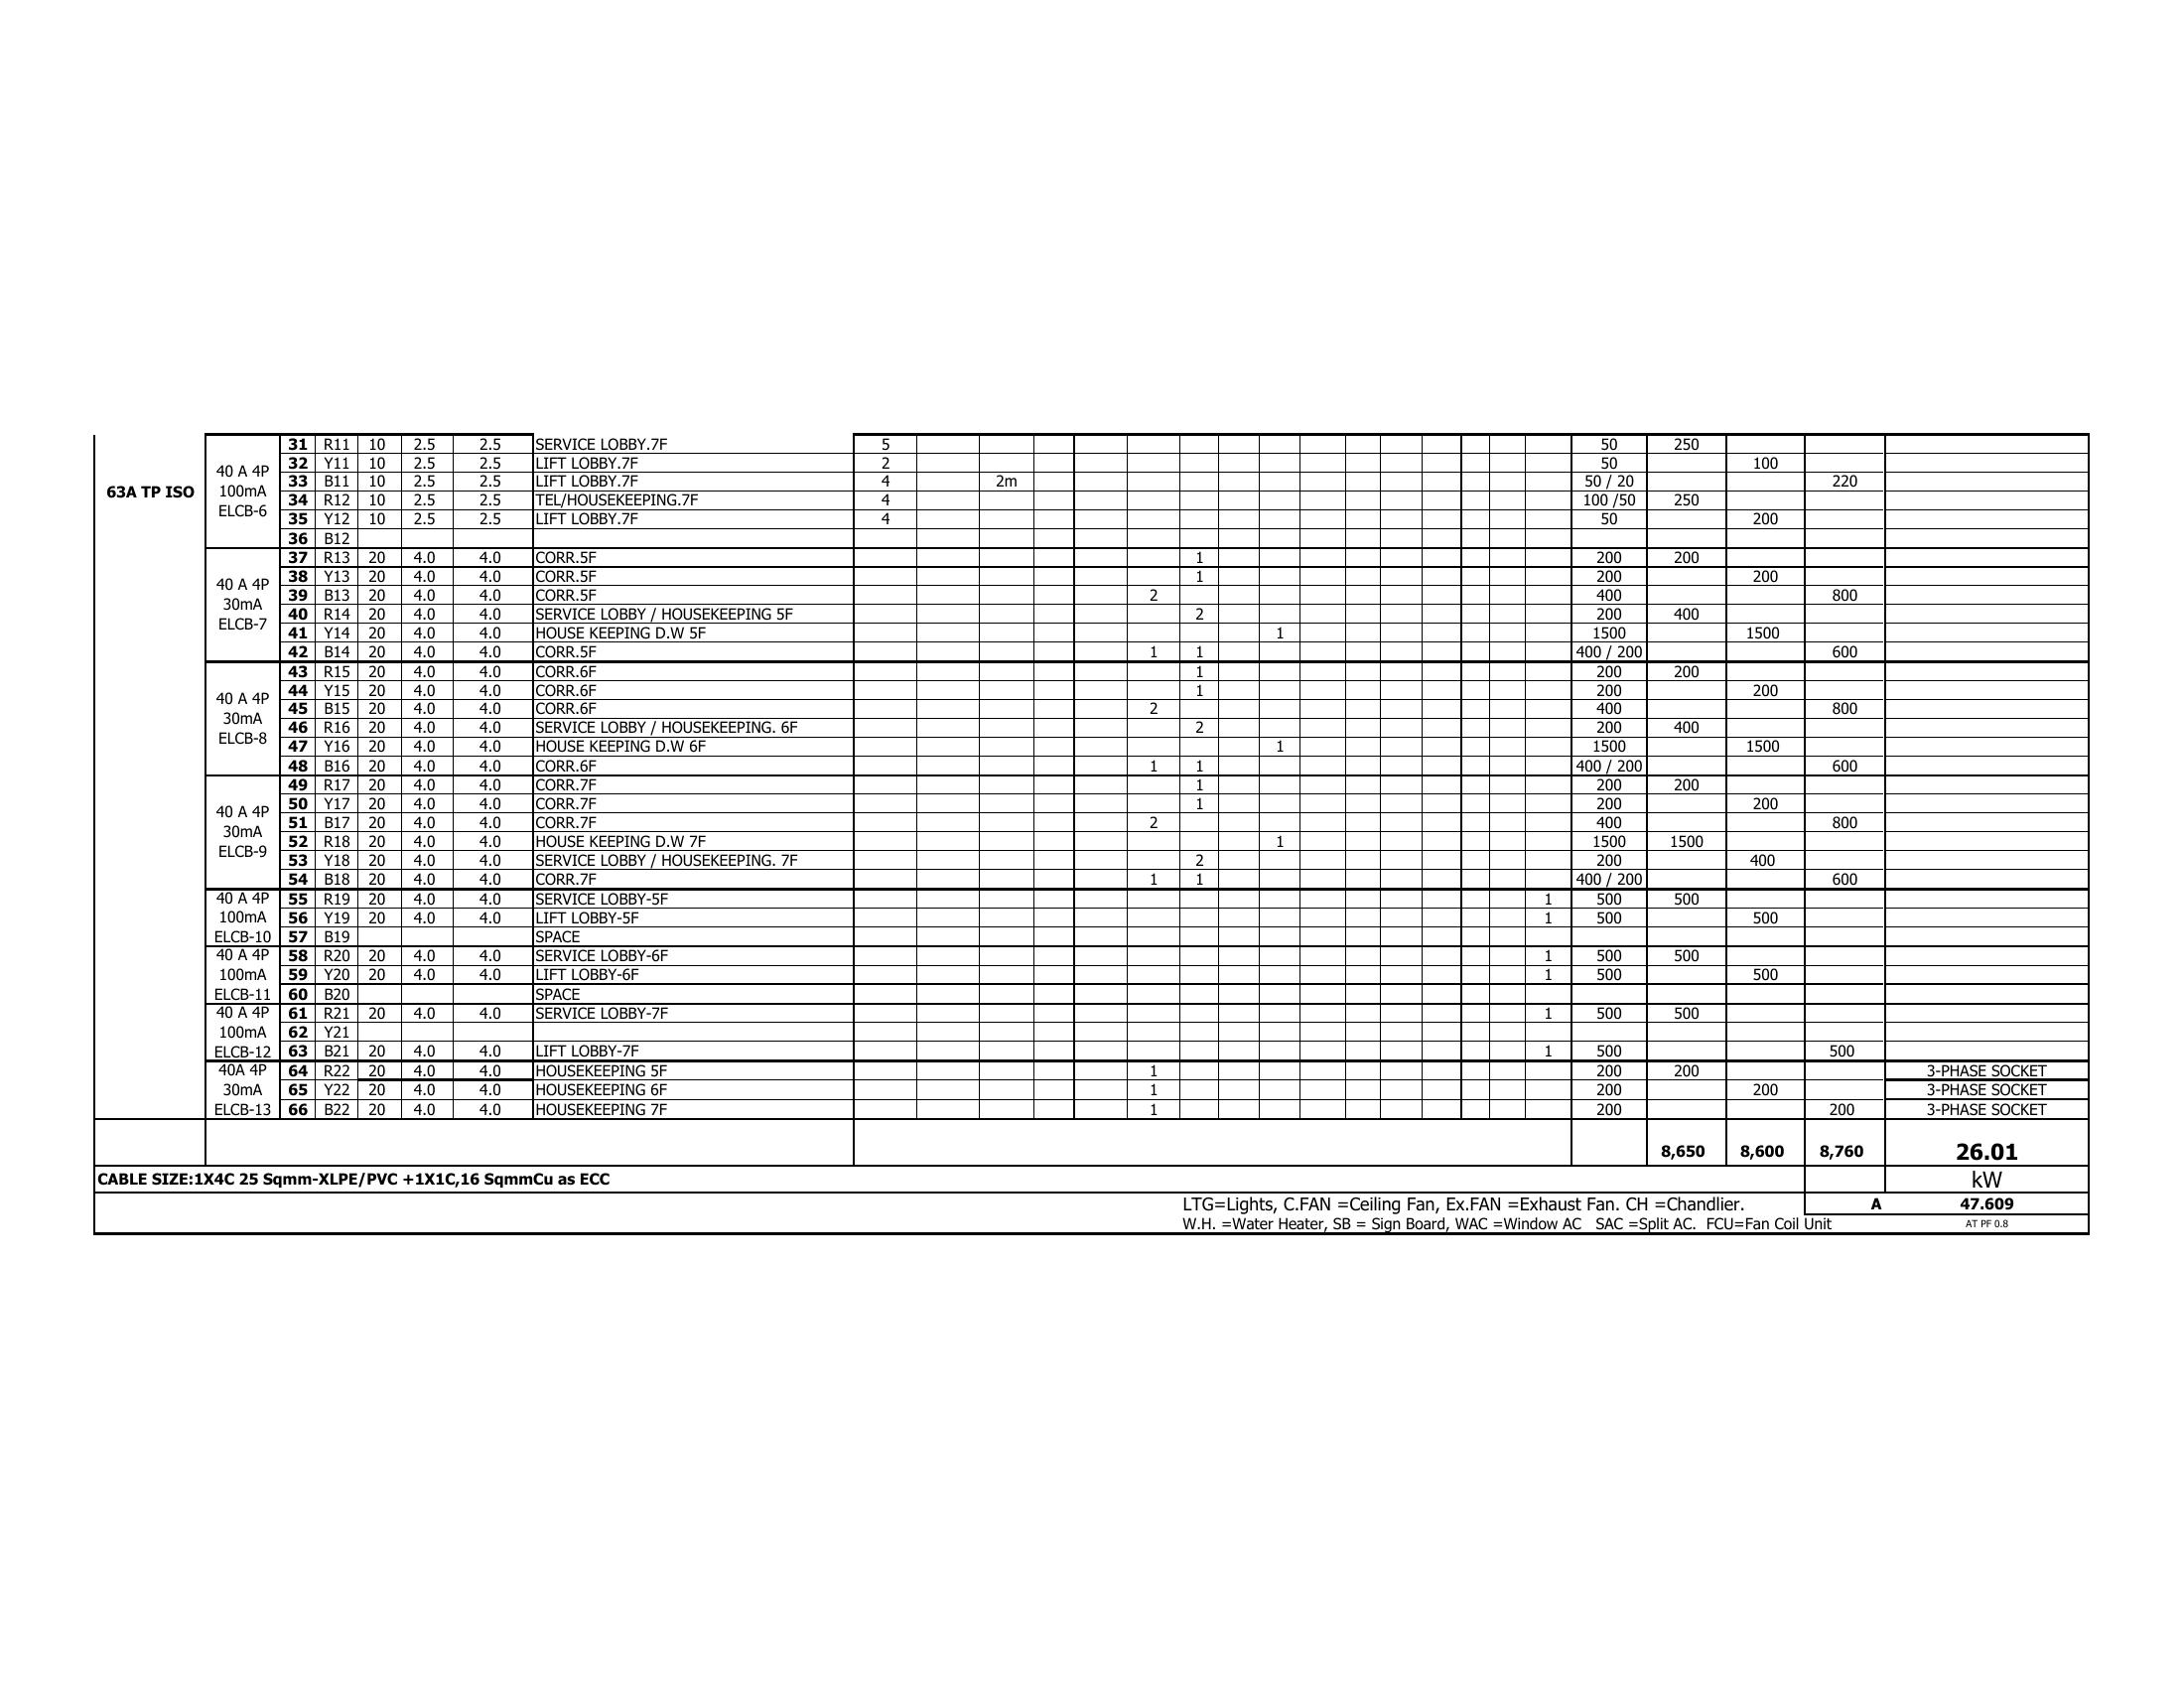 31 R11 10 2.5 2.5 SERVICE LOBBY.7F 5 50 250
40 A 4P 32 Y11 10 2.5 2.5 LIFT LOBBY.7F 2 50 100
63A TP ISO 100mA 33 B11 10 2.5 2.5 LIFT LOBBY.7F 4 2m 50 / 20 220
ELCB-6 34 R12 10 2.5 2.5 TEL/HOUSEKEEPING.7F 4 100 /50 250
35 Y12 10 2.5 2.5 LIFT LOBBY.7F 4 50 200
36 B12
37 R13 20 4.0 4.0 CORR.5F 1 200 200
40 A 4P 38 Y13 20 4.0 4.0 CORR.5F 1 200 200
30mA 39 B13 20 4.0 4.0 CORR.5F 2 400 800
ELCB-7 40 R14 20 4.0 4.0 SERVICE LOBBY / HOUSEKEEPING 5F 2 200 400
41 Y14 20 4.0 4.0 HOUSE KEEPING D.W 5F 1 1500 1500
42 B14 20 4.0 4.0 CORR.5F 1 1 400 / 200 600
43 R15 20 4.0 4.0 CORR.6F 1 200 200
40 A 4P 44 Y15 20 4.0 4.0 CORR.6F 1 200 200
30mA 45 B15 20 4.0 4.0 CORR.6F 2 400 800
ELCB-8 46 R16 20 4.0 4.0 SERVICE LOBBY / HOUSEKEEPING. 6F 2 200 400
47 Y16 20 4.0 4.0 HOUSE KEEPING D.W 6F 1 1500 1500
48 B16 20 4.0 4.0 CORR.6F 1 1 400 / 200 600
49 R17 20 4.0 4.0 CORR.7F 1 200 200
40 A 4P 50 Y17 20 4.0 4.0 CORR.7F 1 200 200
30mA 51 B17 20 4.0 4.0 CORR.7F 2 400 800
ELCB-9 52 R18 20 4.0 4.0 HOUSE KEEPING D.W 7F 1 1500 1500
53 Y18 20 4.0 4.0 SERVICE LOBBY / HOUSEKEEPING. 7F 2 200 400
54 B18 20 4.0 4.0 CORR.7F 1 1 400 / 200 600
40 A 4P 55 R19 20 4.0 4.0 SERVICE LOBBY-5F 1 500 500
100mA 56 Y19 20 4.0 4.0 LIFT LOBBY-5F 1 500 500
ELCB-10 57 B19 SPACE
40 A 4P 58 R20 20 4.0 4.0 SERVICE LOBBY-6F 1 500 500
100mA 59 Y20 20 4.0 4.0 LIFT LOBBY-6F 1 500 500
ELCB-11 60 B20 SPACE
40 A 4P 61 R21 20 4.0 4.0 SERVICE LOBBY-7F 1 500 500
100mA 62 Y21
ELCB-12 63 B21 20 4.0 4.0 LIFT LOBBY-7F 1 500 500
40A 4P 64 R22 20 4.0 4.0 HOUSEKEEPING 5F 1 200 200 3-PHASE SOCKET
30mA 65 Y22 20 4.0 4.0 HOUSEKEEPING 6F 1 200 200 3-PHASE SOCKET
ELCB-13 66 B22 20 4.0 4.0 HOUSEKEEPING 7F 1 200 200 3-PHASE SOCKET
8,650 8,600 8,760 26.01
CABLE SIZE:1X4C 25 Sqmm-XLPE/PVC +1X1C,16 SqmmCu as ECC kW
LTG=Lights, C.FAN =Ceiling Fan, Ex.FAN =Exhaust Fan. CH =Chandlier. A 47.609
W.H. =Water Heater, SB = Sign Board, WAC =Window AC SAC =Split AC. FCU=Fan Coil Unit AT PF 0.8